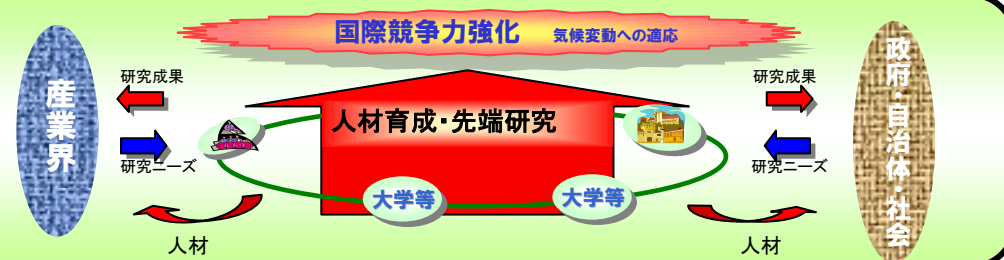 国際競争力強化 気候変動への適応
産業界
研究成果
研究ニーズ
人材
人材育成・先端研究
大学等
大学等
研究成果
研究ニーズ
人材
政府・自治体・社会